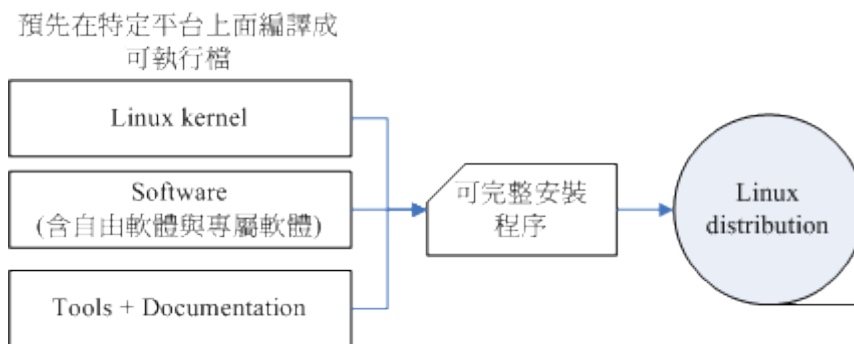 預先在特定平台上面編譯成
可執行檔
Linux kernel
Software
(含自由軟體與專屬軟體)
Tools + Documentation
可完整安裝
程序
Linux
distribution